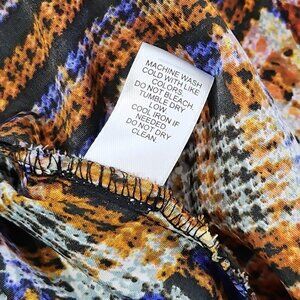 MACHINE WASH
COLD WITH LIKE
COLORS
DO NOT BLEACH.
TUMBLE DRY
LOW
COOL IRON IF
NEEDED
DO NOT DRY
CLEAN